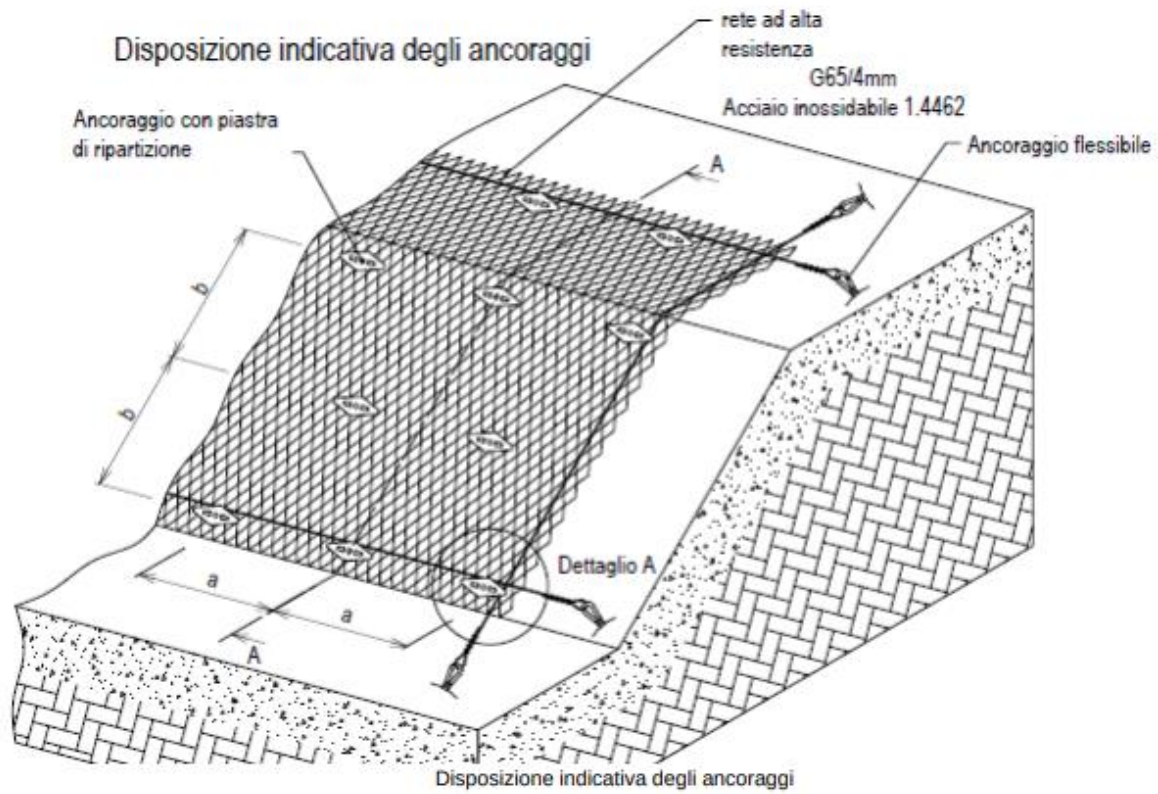 Disposizione indicativa degli ancoraggi
rete ad alta
resistenza
G65/4mm
Acciaio inossidabile 1.4462
Ancoraggio con piastra
di ripartizione
Ancoraggio flessibile
A
b
b
a
a
A
Dettaglio A
Disposizione indicativa degli ancoraggi